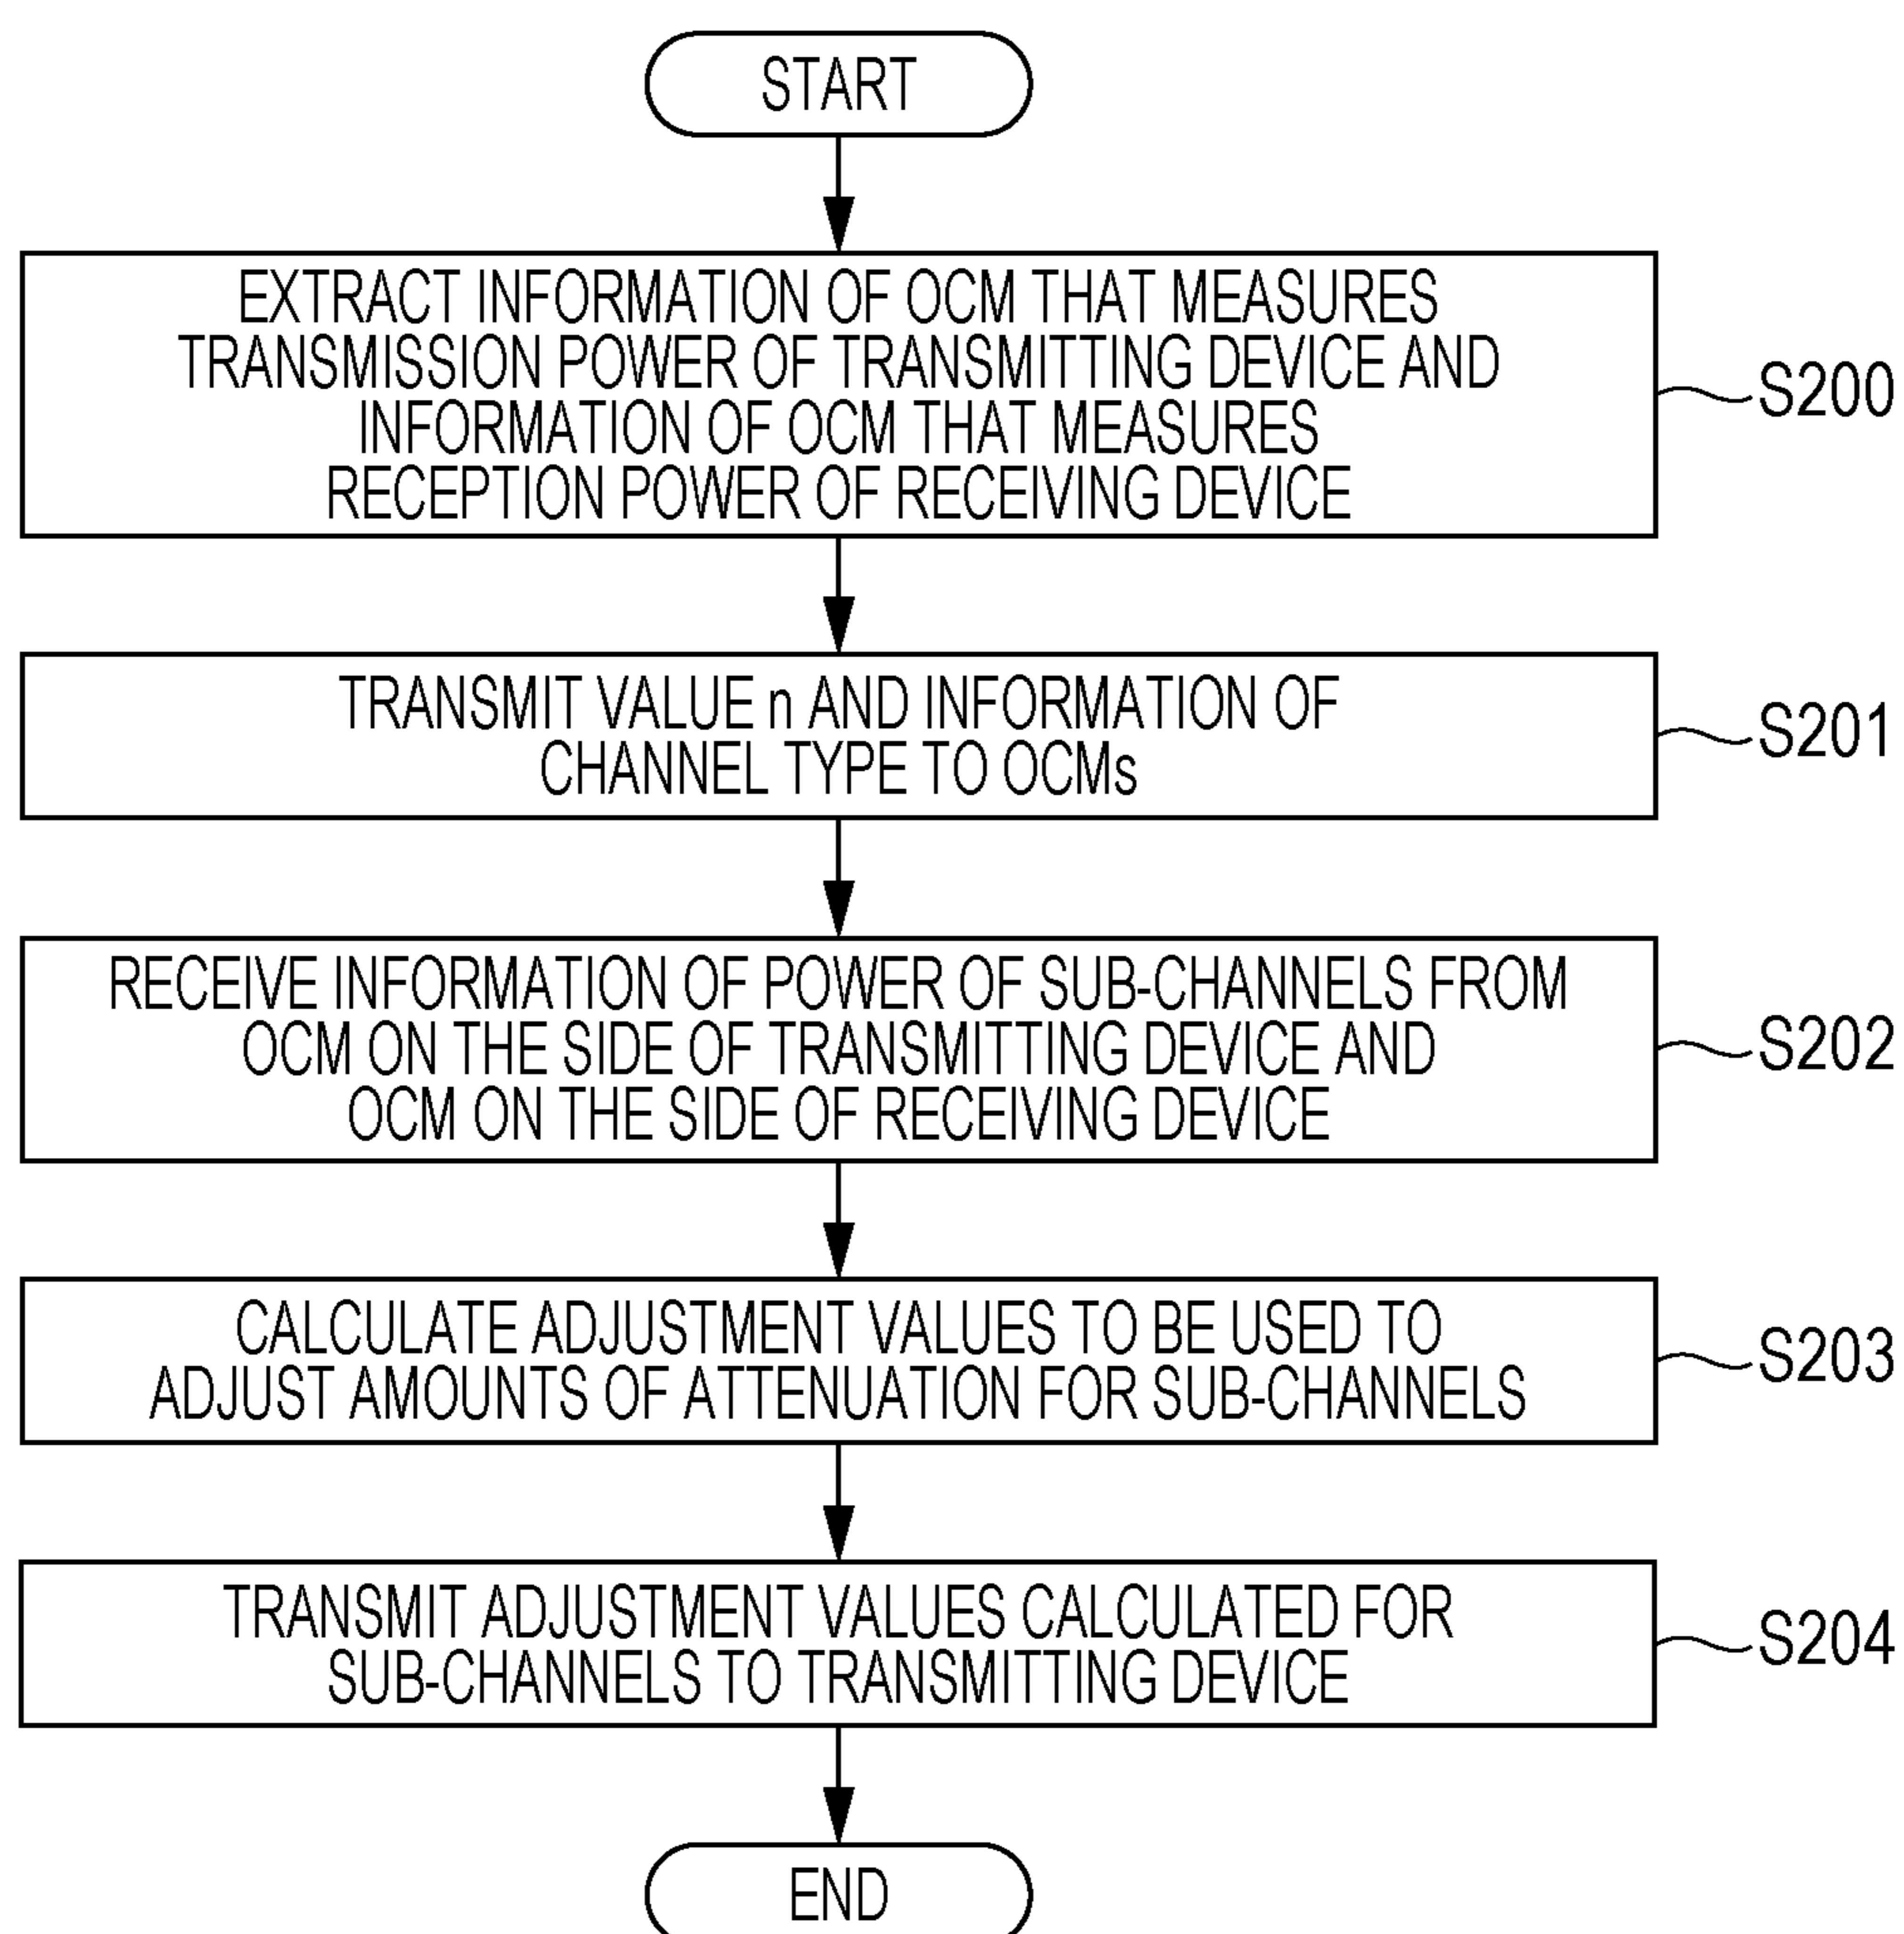 START
EXTRACT INFORMATION OF OCM THAT MEASURES
TRANSMISSION POWER OF TRANSMITTING DEVICE AND
INFORMATION OF OCM THAT MEASURES
RECEPTION POWER OF RECEIVING DEVICE
S200
TRANSMIT VALUE n AND INFORMATION OF
CHANNEL TYPE TO OCMs
S201
RECEIVE INFORMATION OF POWER OF SUB-CHANNELS FROM
OCM ON THE SIDE OF TRANSMITTING DEVICE AND
OCM ON THE SIDE OF RECEIVING DEVICE
S202
CALCULATE ADJUSTMENT VALUES TO BE USED TO
ADJUST AMOUNTS OF ATTENUATION FOR SUB-CHANNELS
S203
TRANSMIT ADJUSTMENT VALUES CALCULATED FOR
SUB-CHANNELS TO TRANSMITTING DEVICE
S204
END